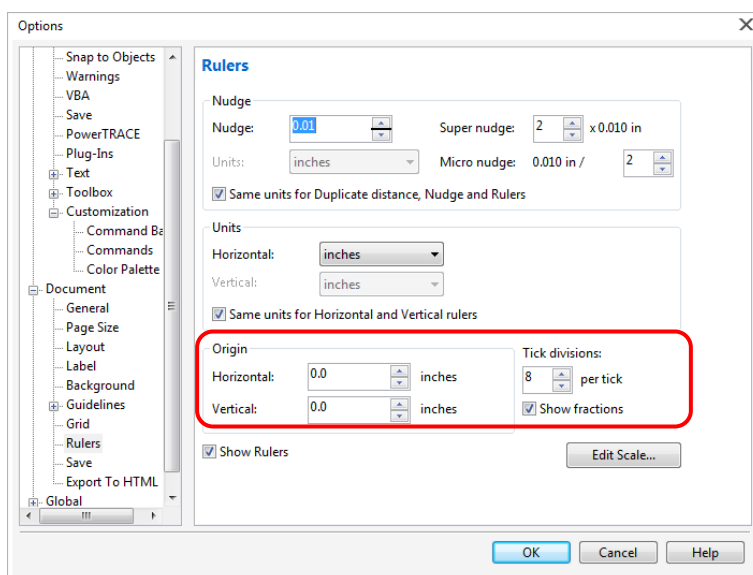 Options
Snap to Objects
Warnings
VBA
Save
PowerTRACE
Plug-Ins
Text
Toolbox
Customization
Command Ba
Commands
Color Palette
Document
General
Page Size
Layout
Label
Background
Guidelines
Grid
Rulers
Save
Export To HTML
Global
Rulers
Nudge
Nudge: 0.01 Super nudge: 2 x 0.010 in
Units: inches Micro nudge: 0.010 in / 2
Same units for Duplicate distance, Nudge and Rulers
Units
Horizontal: inches
Vertical: inches
Same units for Horizontal and Vertical rulers
Origin Tick divisions:
Horizontal: 0.0 inches 8 per tick
Vertical: 0.0 inches Show fractions
Show Rulers Edit Scale...
OK Cancel Help